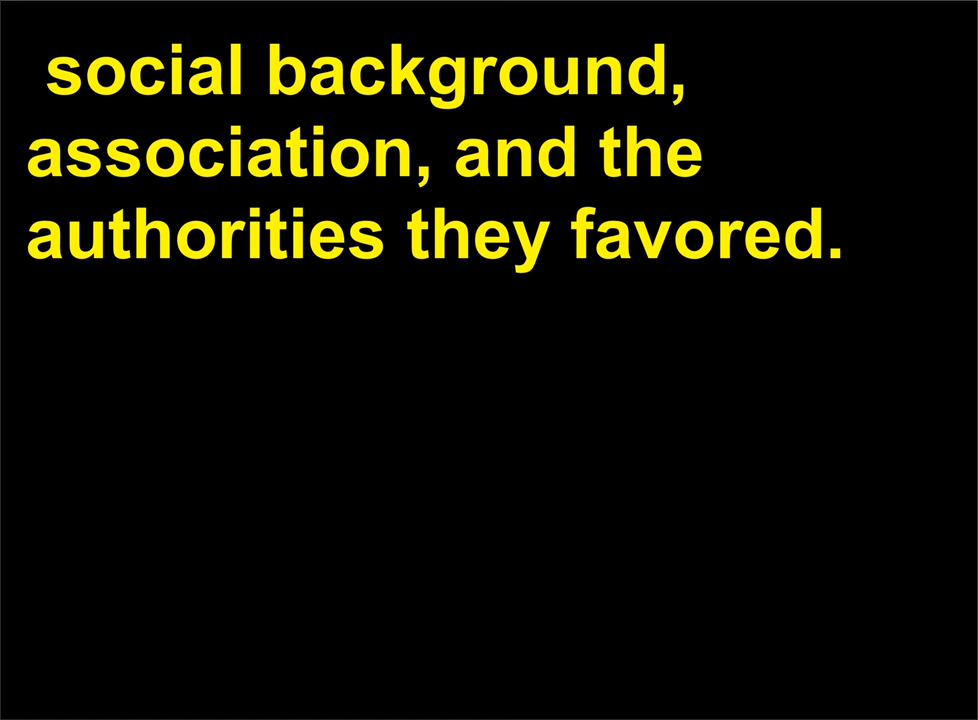 social background,
association, and the
authorities they favored.